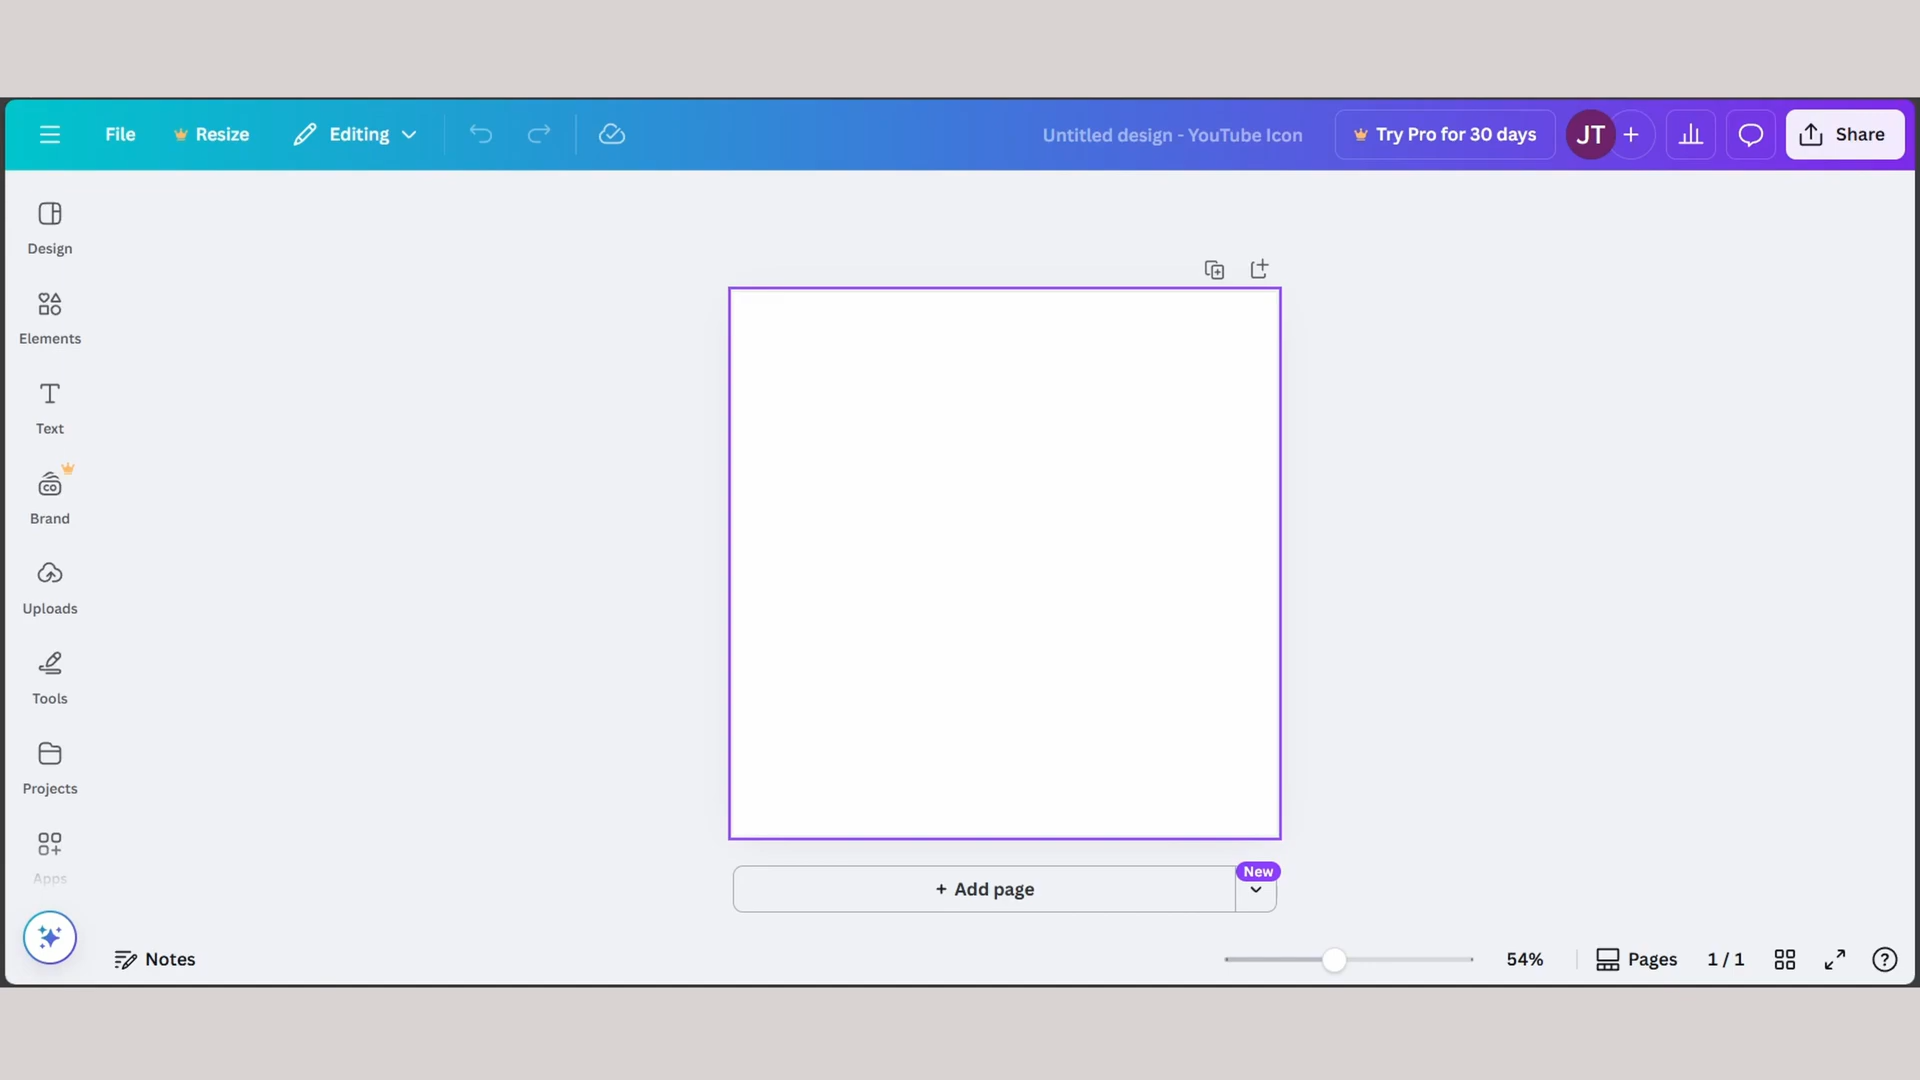 File
Resize
Editing
Untitled design - YouTube Icon
Try Pro for 30 days
JT
Share
Design
Elements
Text
CO
Brand
Uploads
Tools
Projects
Apps
New
+ Add page
Notes
54%
Pages
1 / 1
?